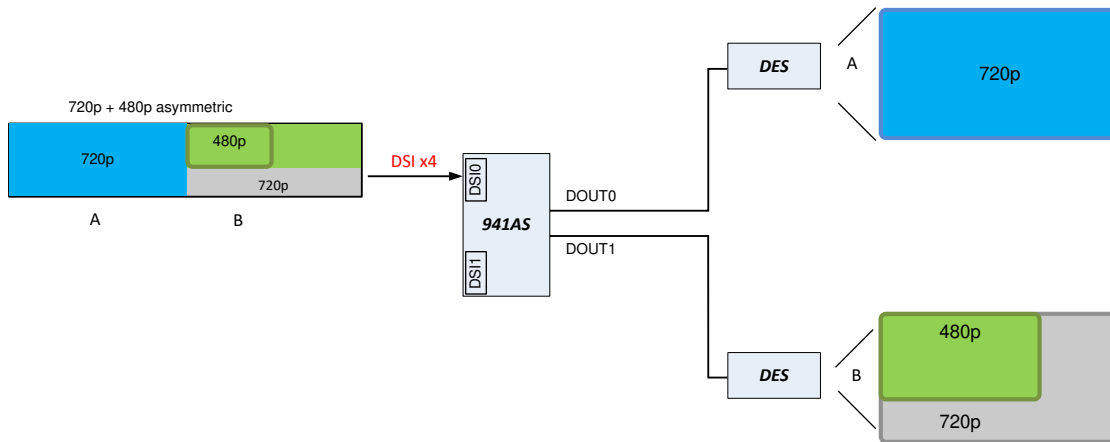 720p + 480p asymmetric
720p
480p
720p
A
B
DSI x4
DSI0
941AS
DSI1
DOUT0
DOUT1
DES
A
720p
DES
B
480p
720p